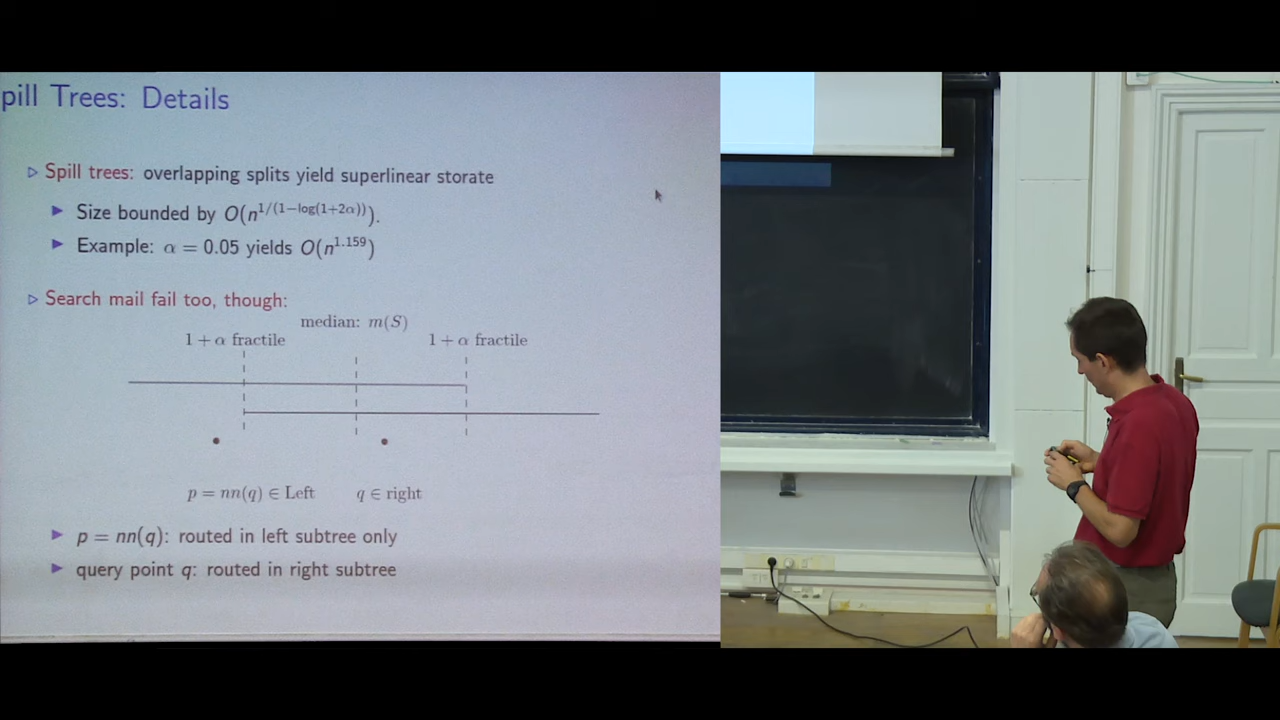 pill Trees: Details
▷ Spill trees: overlapping splits yield superlinear storate
▶ Size bounded by O(n^{1/(1−log(1+2α))}).
▶ Example: α = 0.05 yields O(n^{1.159})
▷ Search mail fail too, though:
median: m(S)
1 + α fractile 1 + α fractile
p = nn(q) ∈ Left q ∈ right
▶ p = nn(q): routed in left subtree only
▶ query point q: routed in right subtree